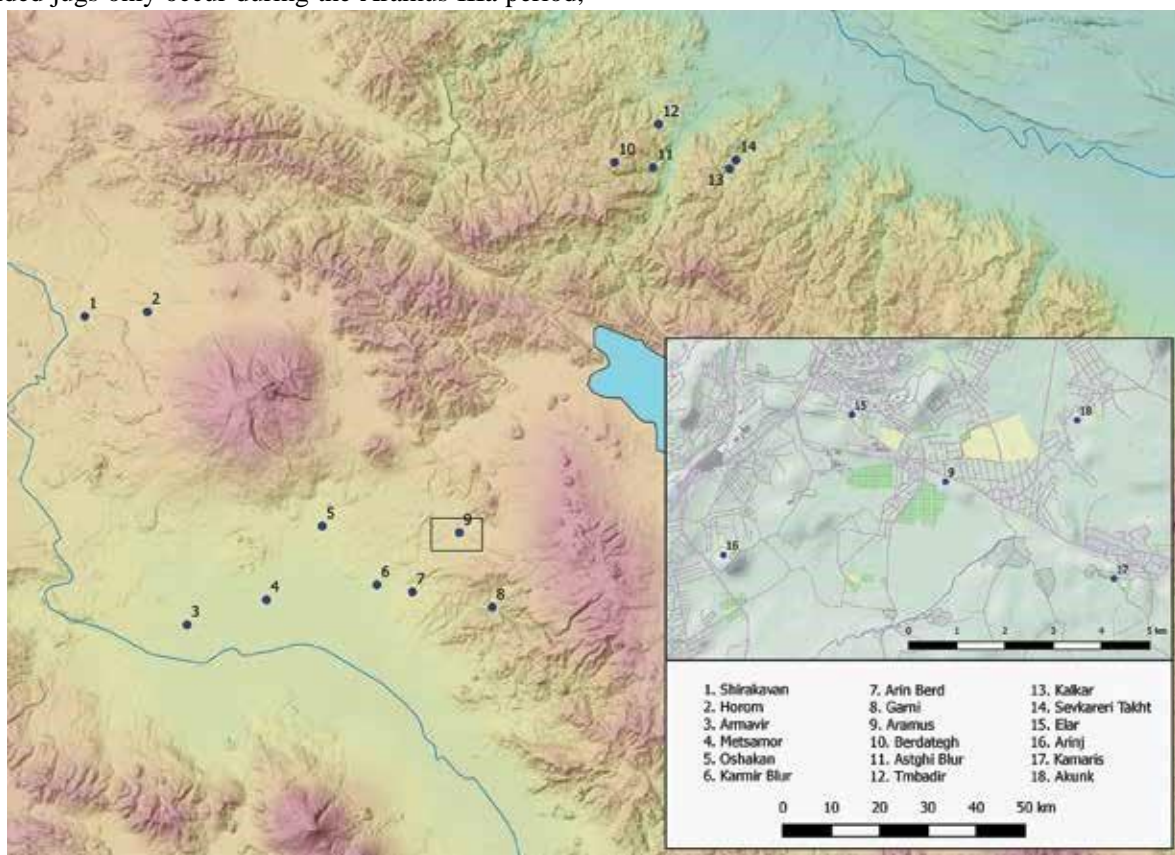 ded jugs only occur during the Aramus IIIa period,
12
10
11
14
13
1
2
15
18
9
5
9
16
17
6
7
4
8
3
0 1 2 3 4 5 km
1. Shirakavan
2. Horom
3. Armavir
4. Metsamor
5. Oshakan
6. Karmir Blur
7. Arin Berd
8. Garni
9. Aramus
10. Berdategh
11. Astghi Blur
12. Tmbadir
13. Kalkar
14. Sevkareri Takht
15. Elar
16. Arinj
17. Kamaris
18. Akunk
0 10 20 30 40 50 km